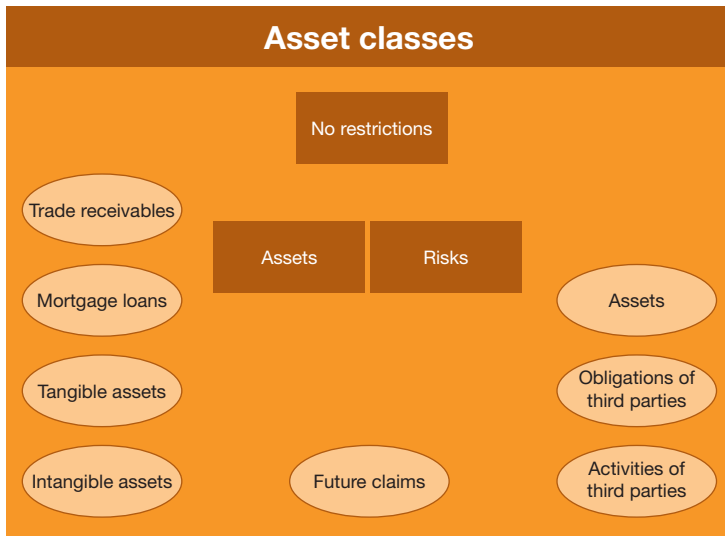 Asset classes
No restrictions
Trade receivables
Assets
Risks
Mortgage loans
Assets
Tangible assets
Obligations of
third parties
Intangible assets
Future claims
Activities of
third parties